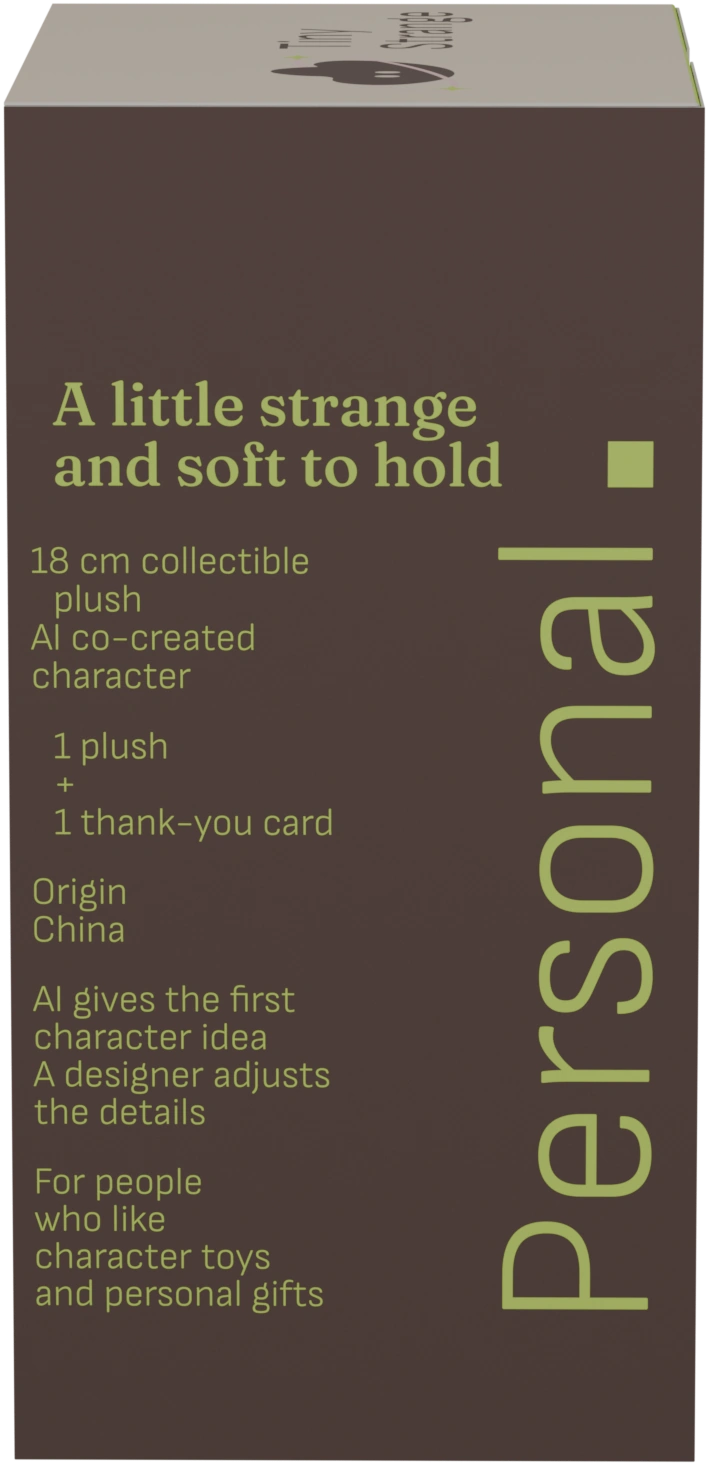 Tiny
Strange
A little strange
and soft to hold
18 cm collectible
plush
AI co-created
character
1 plush
+
1 thank-you card
Origin
China
AI gives the first
character idea
A designer adjusts
the details
For people
who like
character toys
and personal gifts
Personal.